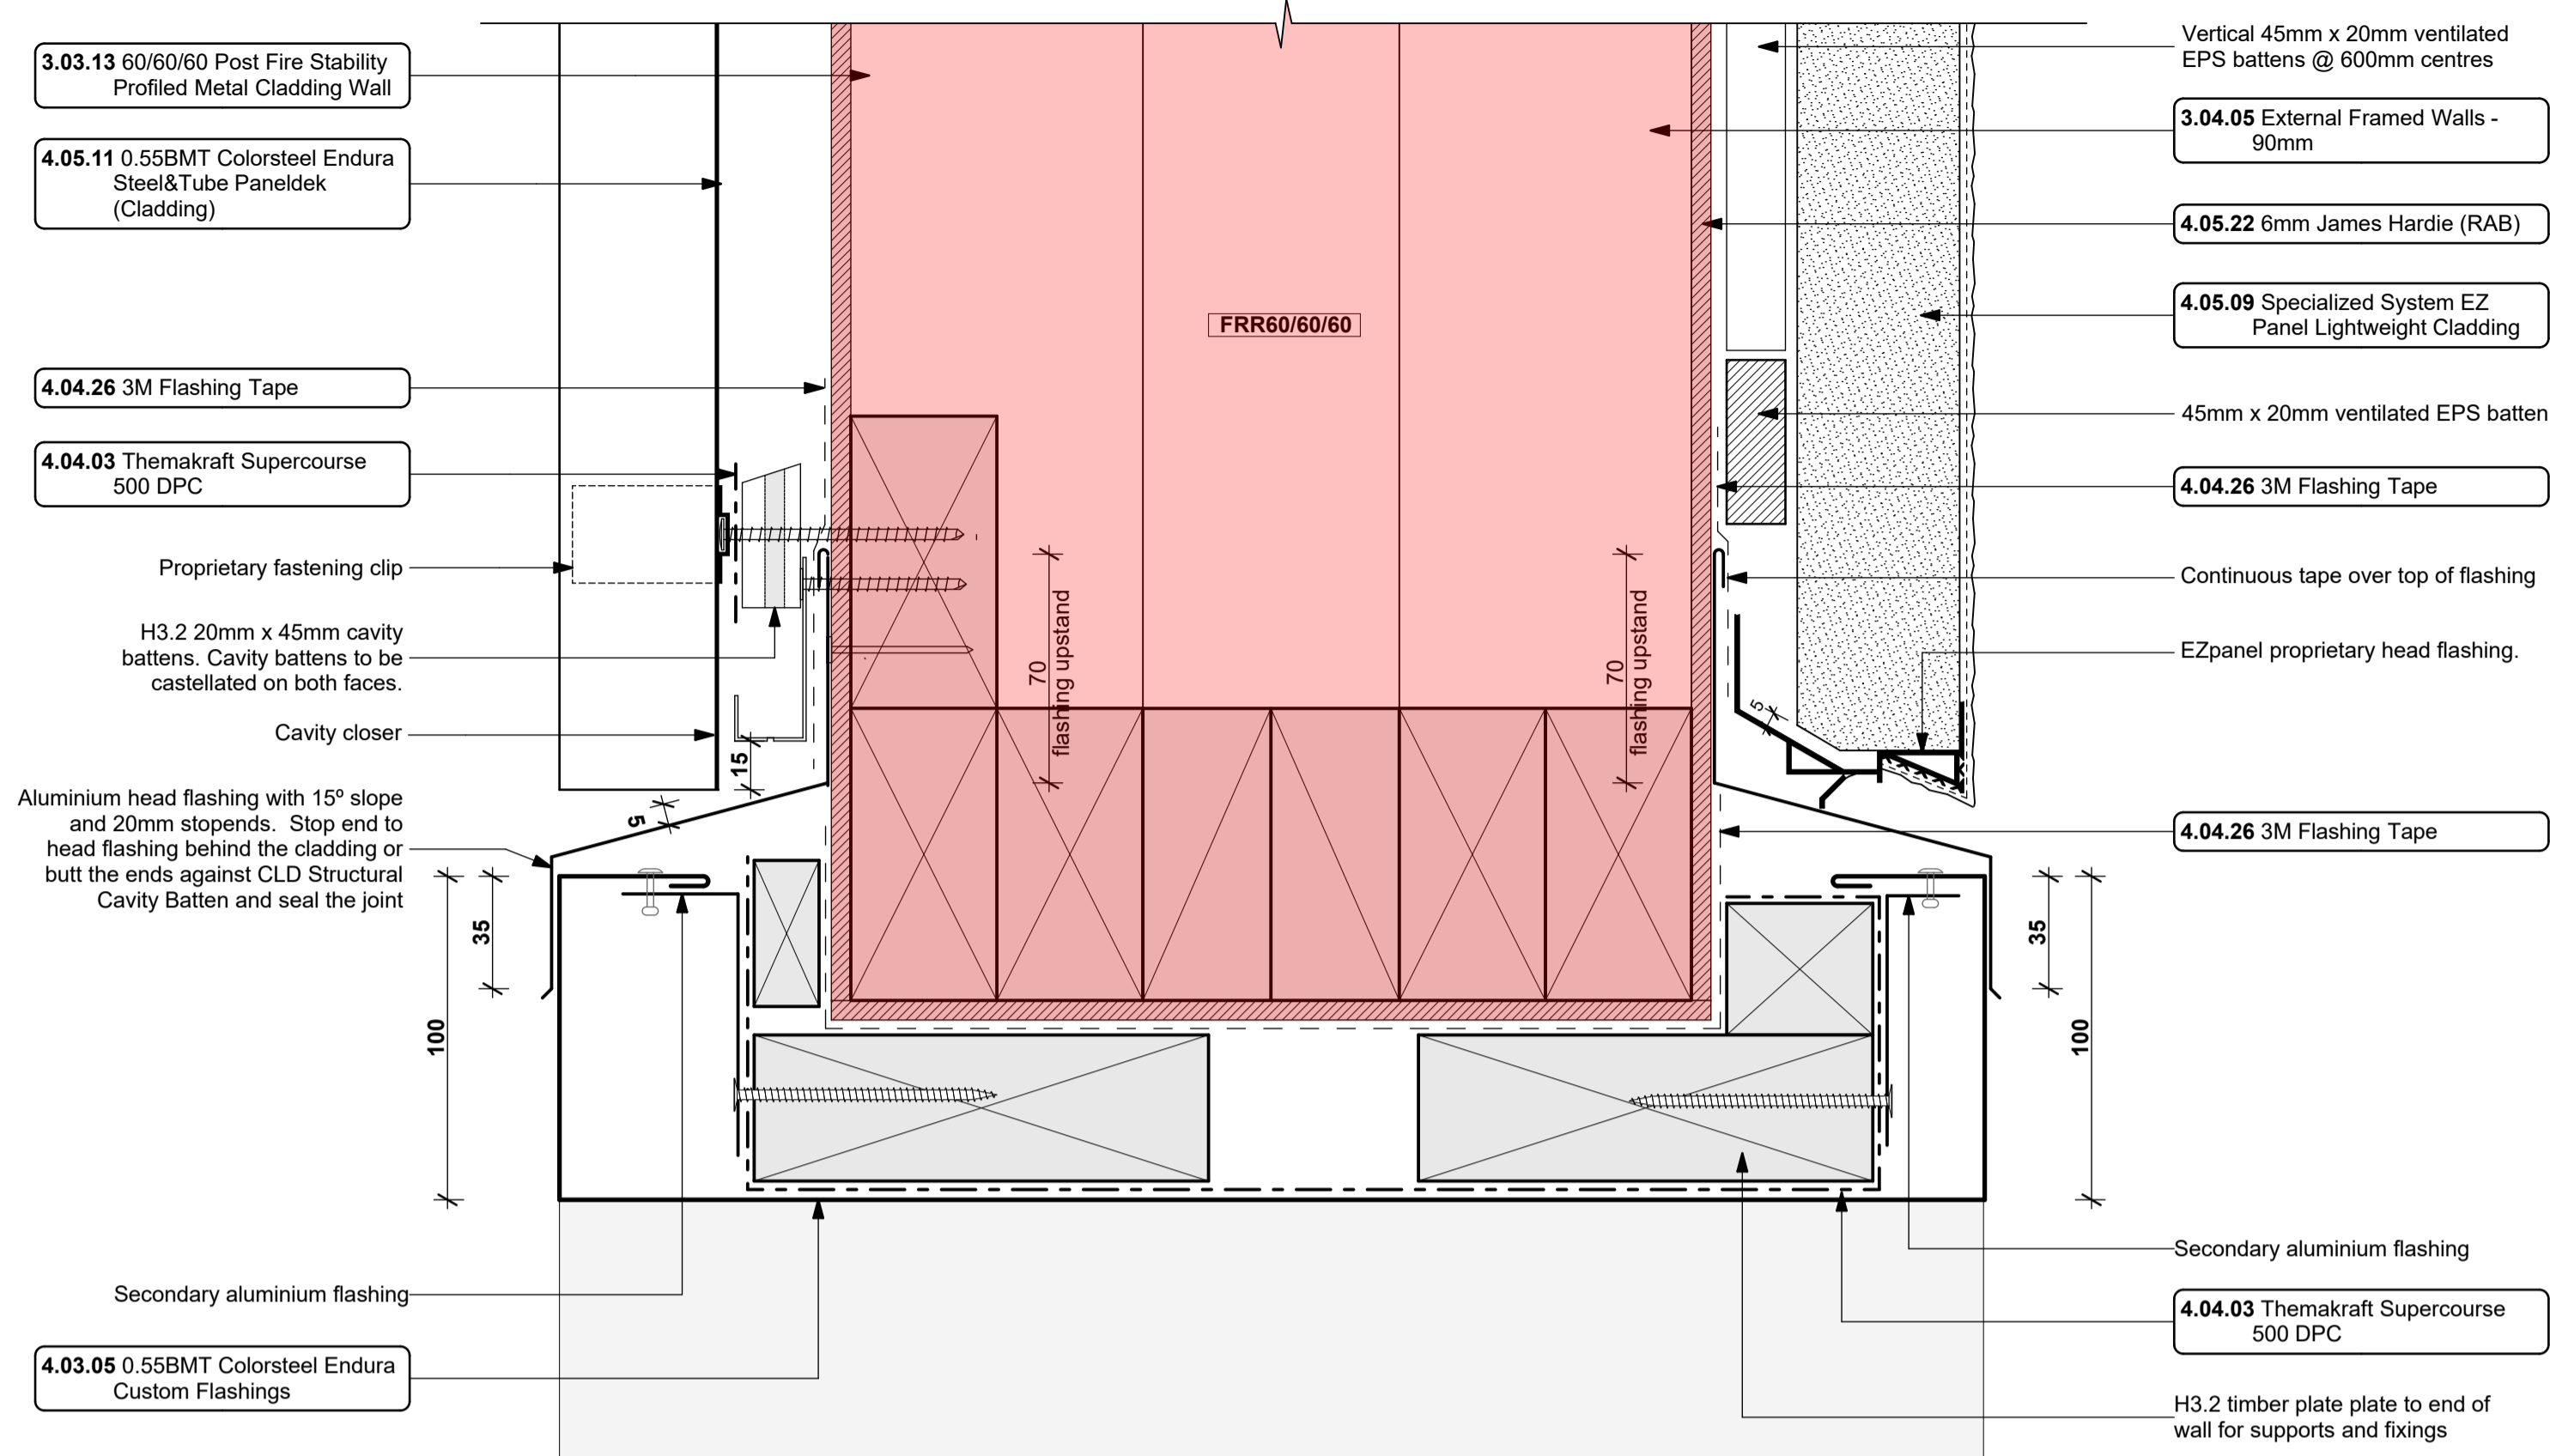 3.03.13 60/60/60 Post Fire Stability
Profiled Metal Cladding Wall
4.05.11 0.55BMT Colorsteel Endura
Steel&Tube Paneldek
(Cladding)
4.04.26 3M Flashing Tape
4.04.03 Themakraft Supercourse
500 DPC
Proprietary fastening clip
H3.2 20mm x 45mm cavity
battens. Cavity battens to be
castellated on both faces.
Cavity closer
Aluminium head flashing with 15º slope
and 20mm stopends. Stop end to
head flashing behind the cladding or
butt the ends against CLD Structural
Cavity Batten and seal the joint
Secondary aluminium flashing
4.03.05 0.55BMT Colorsteel Endura
Custom Flashings
FRR60/60/60
70
flashing upstand
70
flashing upstand
15
5
5
35
100
35
100
Vertical 45mm x 20mm ventilated
EPS battens @ 600mm centres
3.04.05 External Framed Walls -
90mm
4.05.22 6mm James Hardie (RAB)
4.05.09 Specialized System EZ
Panel Lightweight Cladding
45mm x 20mm ventilated EPS batten
4.04.26 3M Flashing Tape
Continuous tape over top of flashing
EZpanel proprietary head flashing.
4.04.26 3M Flashing Tape
Secondary aluminium flashing
4.04.03 Themakraft Supercourse
500 DPC
H3.2 timber plate plate to end of
wall for supports and fixings